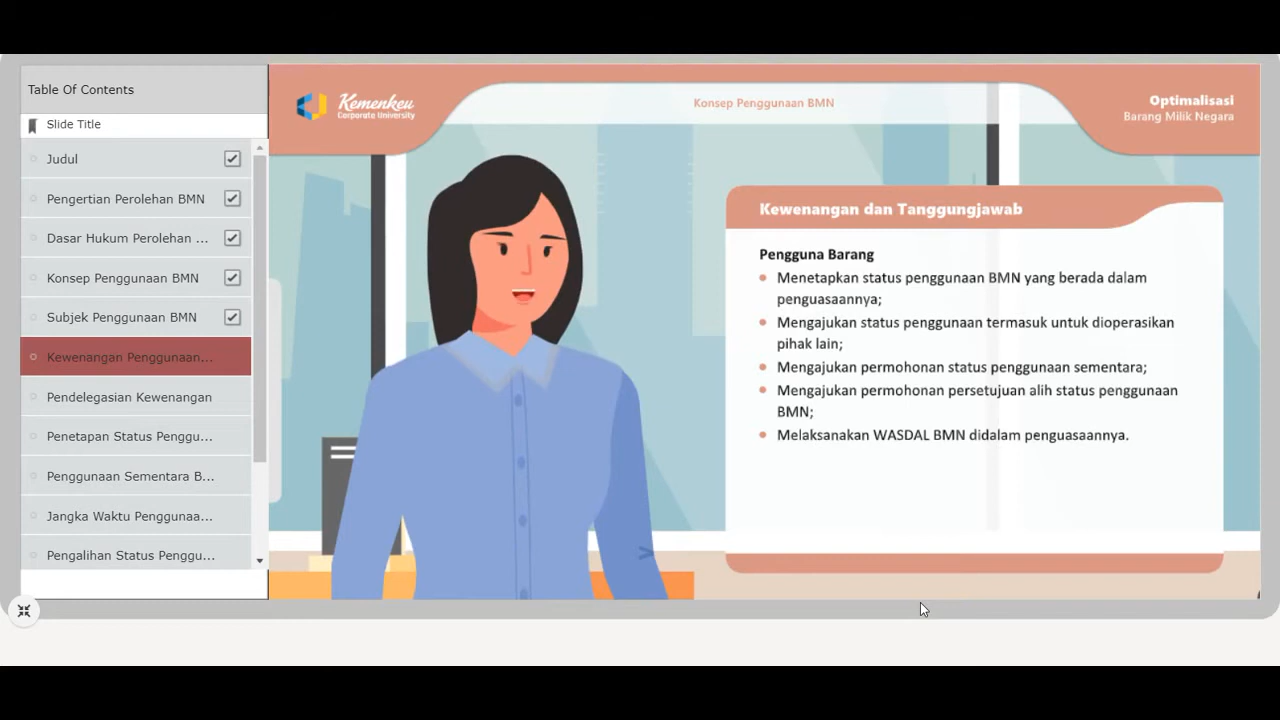 Table Of Contents
Slide Title
Judul
Pengertian Perolehan BMN
Dasar Hukum Perolehan ...
Konsep Penggunaan BMN
Subjek Penggunaan BMN
Kewenangan Penggunaan...
Pendelegasian Kewenangan
Penetapan Status Penggu...
Penggunaan Sementara B...
Jangka Waktu Penggunaa...
Pengalihan Status Penggu...
Kemenkeu
Corporate University
Konsep Penggunaan BMN
Optimalisasi
Barang Milik Negara
Kewenangan dan Tanggungjawab
Pengguna Barang
Menetapkan status penggunaan BMN yang berada dalam
penguasaannya;
Mengajukan status penggunaan termasuk untuk dioperasikan
pihak lain;
Mengajukan permohonan status penggunaan sementara;
Mengajukan permohonan persetujuan alih status penggunaan
BMN;
Melaksanakan WASDAL BMN didalam penguasaannya.